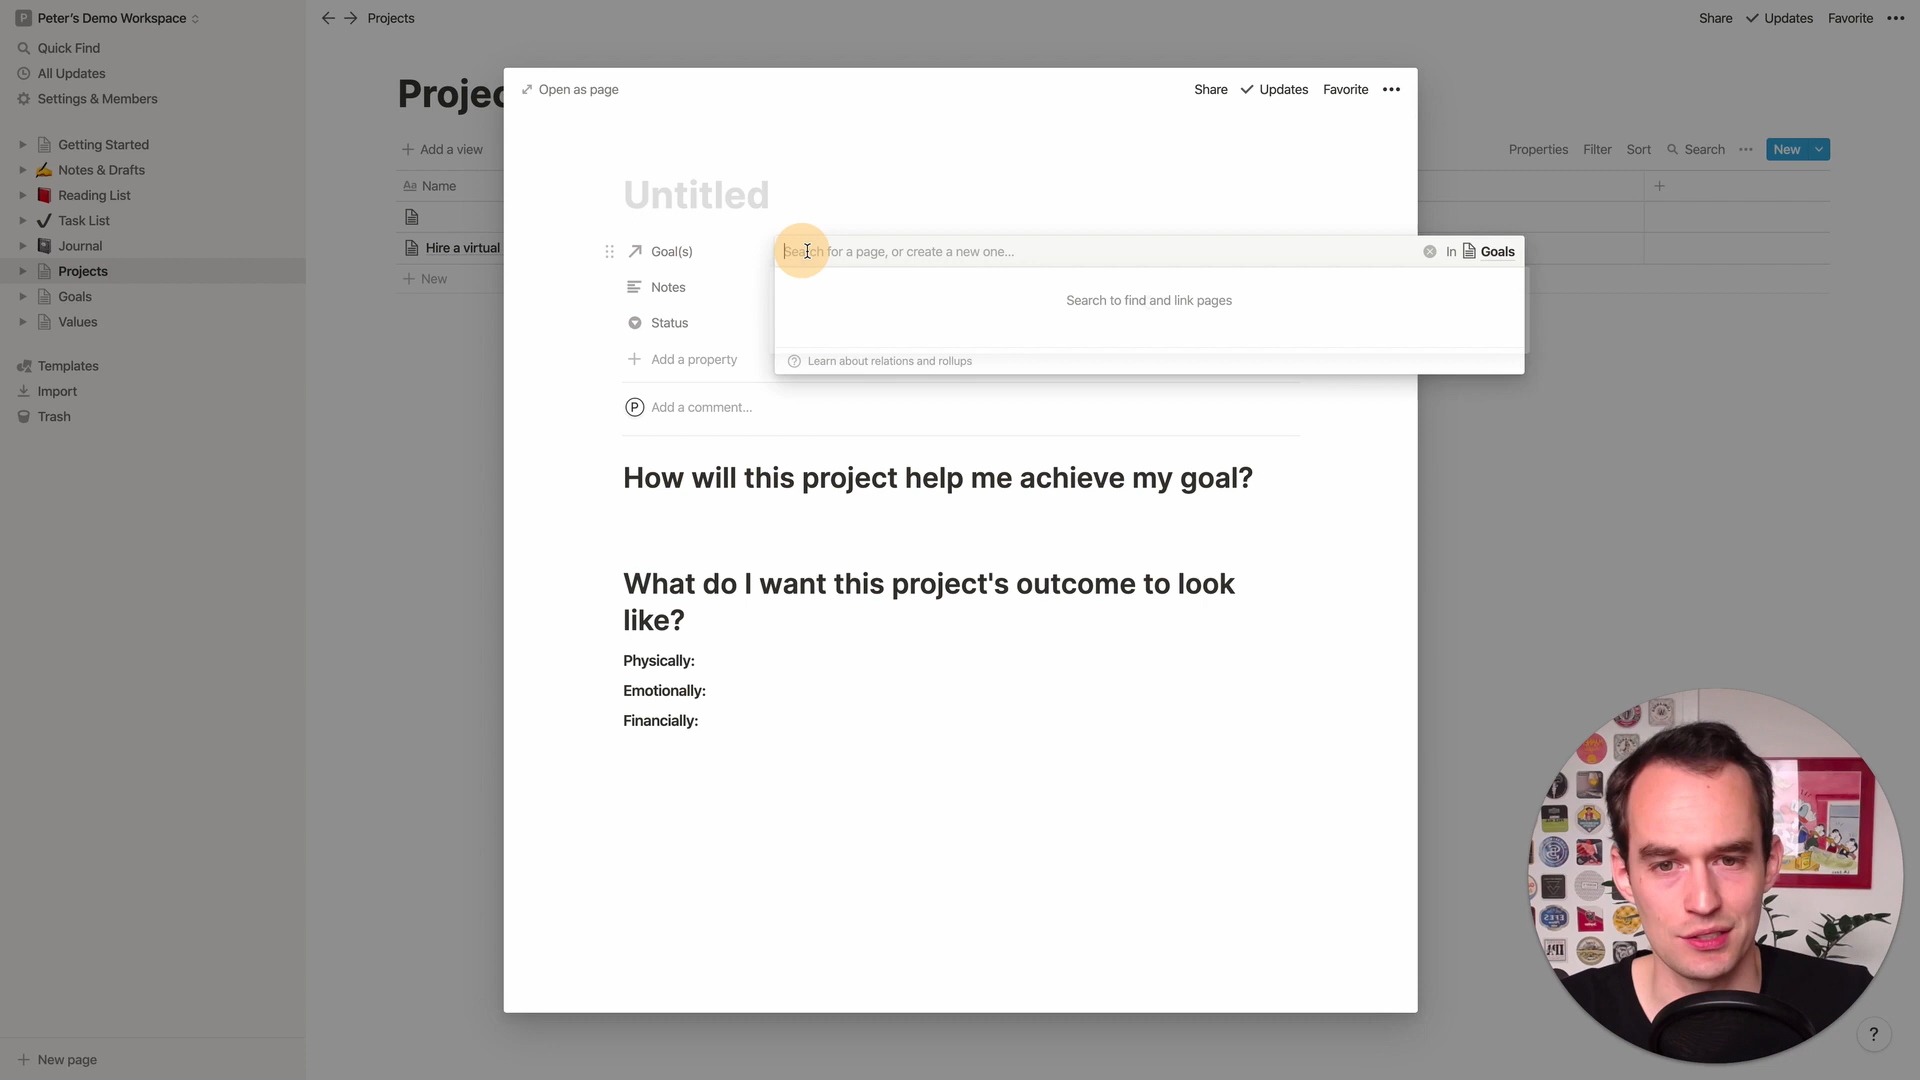 P Peter's Demo Workspace
Quick Find
All Updates
Settings & Members
Getting Started
Notes & Drafts
Reading List
Task List
Journal
Projects
Goals
Values
Templates
Import
Trash
New page
Projects
Share Updates Favorite
Projec
Add a view
Properties Filter Sort Search New
Aa Name
Hire a virtual
New
Open as page
Share Updates Favorite
Untitled
Goal(s)
Search for a page, or create a new one...
In Goals
Search to find and link pages
Learn about relations and rollups
Notes
Status
Add a property
P Add a comment...
How will this project help me achieve my goal?
What do I want this project's outcome to look
like?
Physically:
Emotionally:
Financially:
EFES
IPA
?